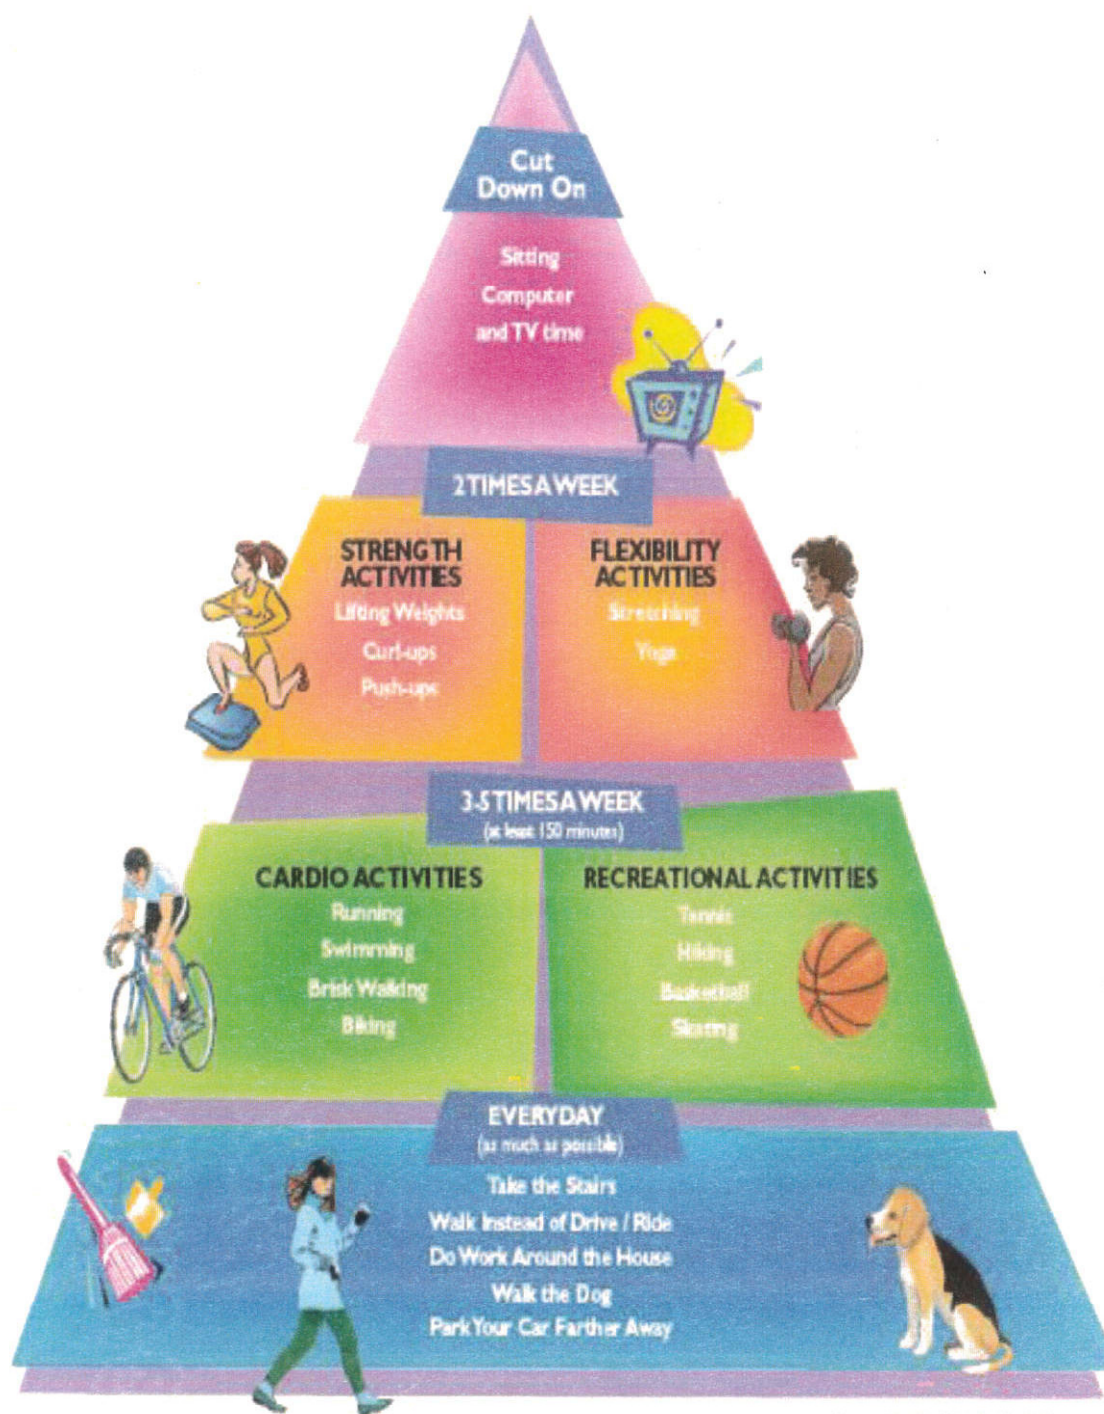 Cut
Down On
Sitting
Computer
and TV time
2 TIMES A WEEK
STRENGTH
ACTIVITIES
Lifting Weights
Curl-ups
Push-ups
FLEXIBILITY
ACTIVITIES
Stretching
Yoga
3-5 TIMES A WEEK
(at least 150 minutes)
CARDIO ACTIVITIES
Running
Swimming
Brisk Walking
Biking
RECREATIONAL ACTIVITIES
Tennis
Hiking
Basketball
Skating
EVERYDAY
(as much as possible)
Take the Stairs
Walk Instead of Drive / Ride
Do Work Around the House
Walk the Dog
Park Your Car Farther Away